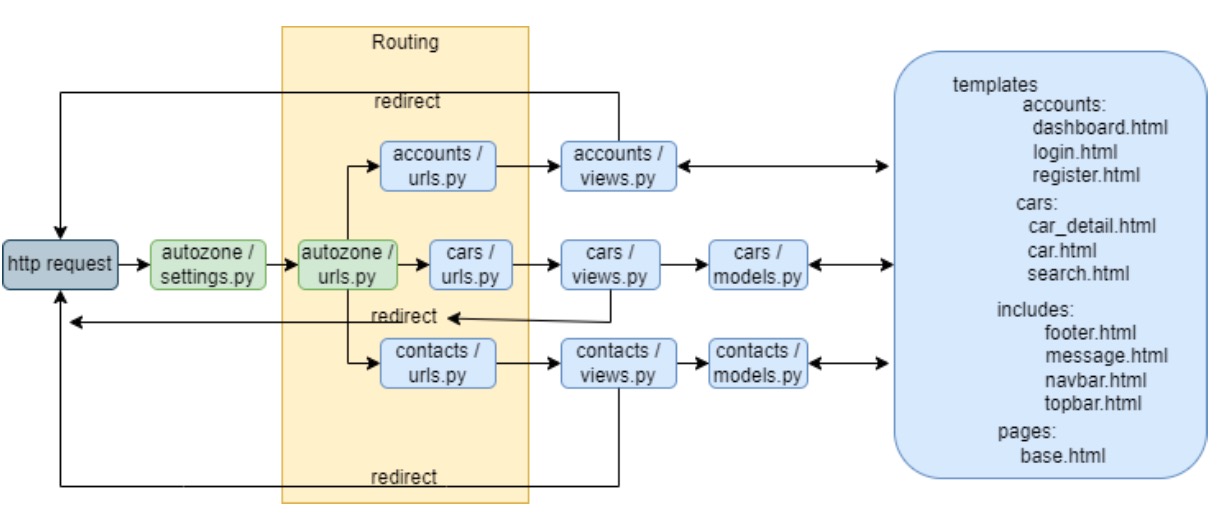 Routing
redirect
accounts /
urls.py
accounts /
views.py
http request
autozone /
settings.py
autozone /
urls.py
cars /
urls.py
cars /
views.py
cars /
models.py
redirect
contacts /
urls.py
contacts /
views.py
contacts /
models.py
redirect
templates
accounts:
dashboard.html
login.html
register.html
cars:
car_detail.html
car.html
search.html
includes:
footer.html
message.html
navbar.html
topbar.html
pages:
base.html